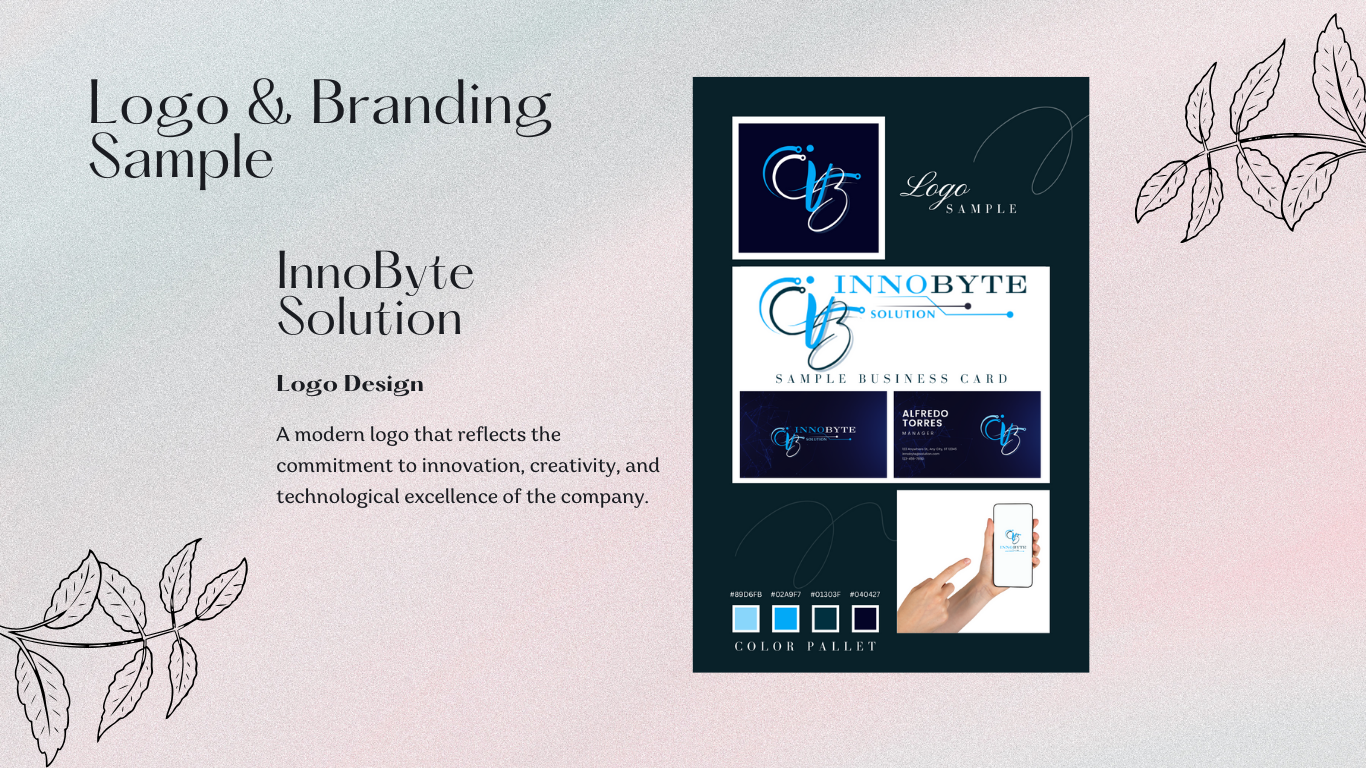 Logo & Branding
Sample
InnoByte
Solution
Logo Design
A modern logo that reflects the
commitment to innovation, creativity, and
technological excellence of the company.
Logo
SAMPLE
INNOBYTE
SOLUTION
SAMPLE BUSINESS CARD
INNOBYTE
SOLUTION
ALFREDO
TORRES
MANAGER
INNOBYTE
#89D6FB #02A9F7 #01303F #040427
COLOR PALLET